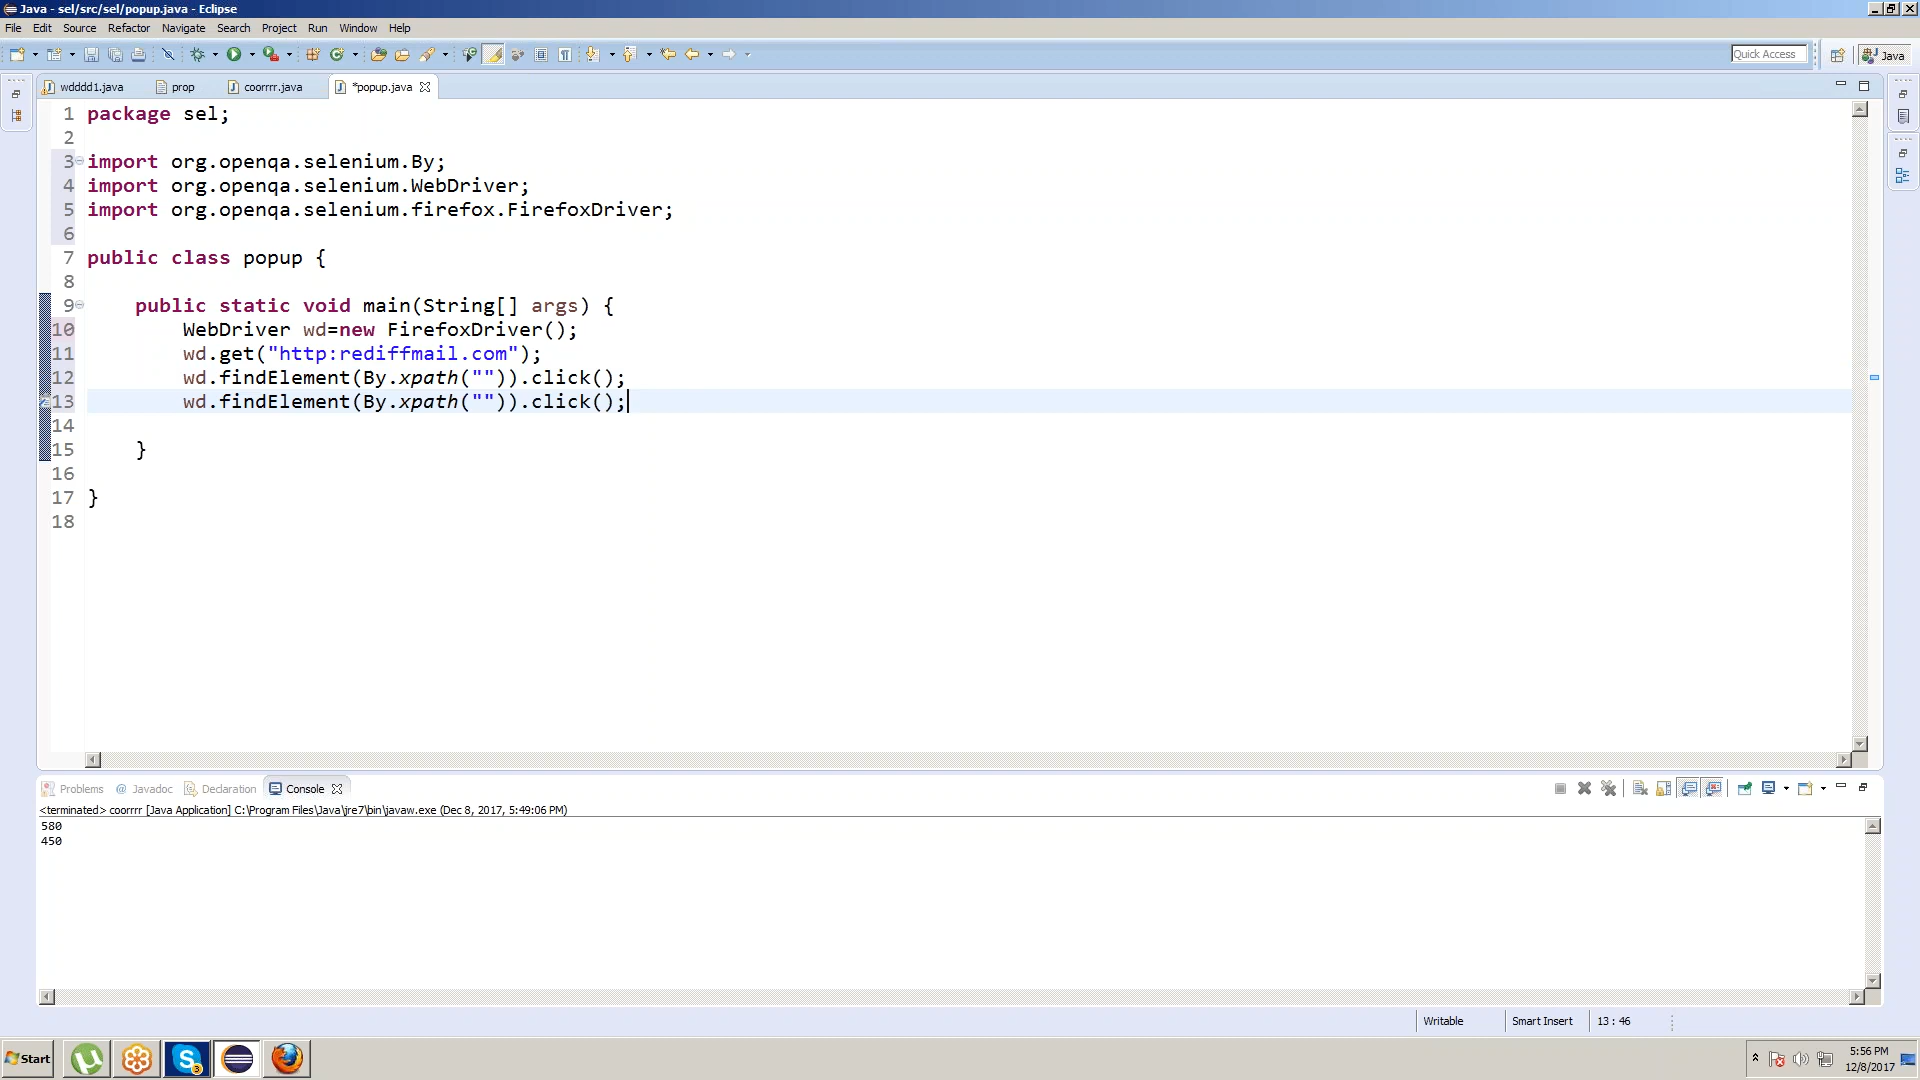 Java - sel/src/sel/popup.java - Eclipse
File Edit Source Refactor Navigate Search Project Run Window Help
Quick Access
Java
wdddd1.java prop coorrrr.java *popup.java
1 package sel;
2
3 import org.openqa.selenium.By;
4 import org.openqa.selenium.WebDriver;
5 import org.openqa.selenium.firefox.FirefoxDriver;
6
7 public class popup {
8
9 public static void main(String[] args) {
10 WebDriver wd=new FirefoxDriver();
11 wd.get("http:rediffmail.com");
12 wd.findElement(By.xpath("")).click();
13 wd.findElement(By.xpath("")).click();
14
15 }
16
17 }
18
Problems @ Javadoc Declaration Console
<terminated> coorrrr [Java Application] C:\Program Files\Java\jre7\bin\javaw.exe (Dec 8, 2017, 5:49:06 PM)
580
450
Writable Smart Insert 13 : 46
Start
3
5:56 PM
12/8/2017